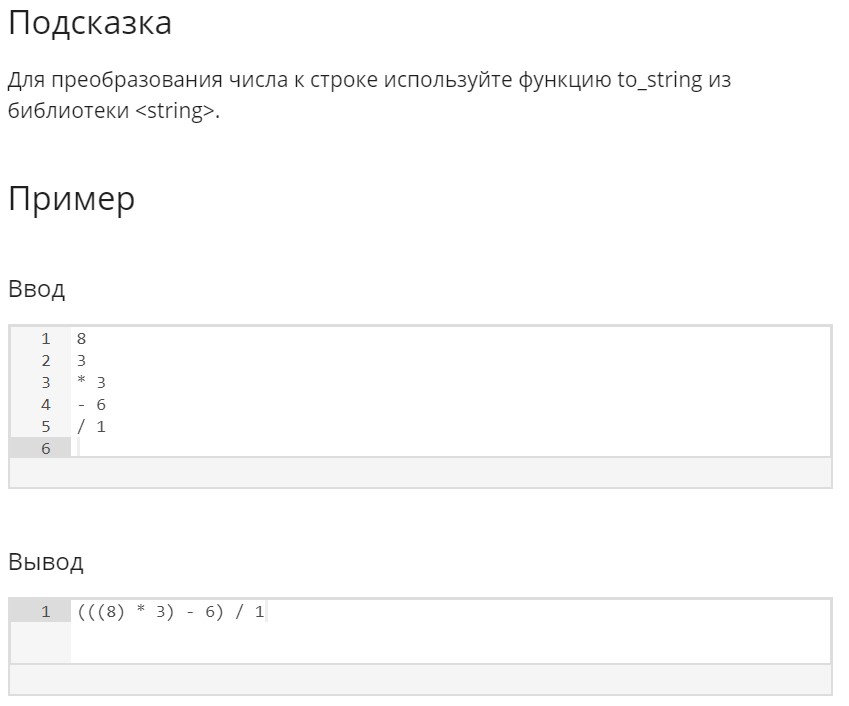 Подсказка
Для преобразования числа к строке используйте функцию to_string из
библиотеки <string>.
Пример
Ввод
1 8
2 3
3 * 3
4 - 6
5 / 1
6
Вывод
1 (((8) * 3) - 6) / 1